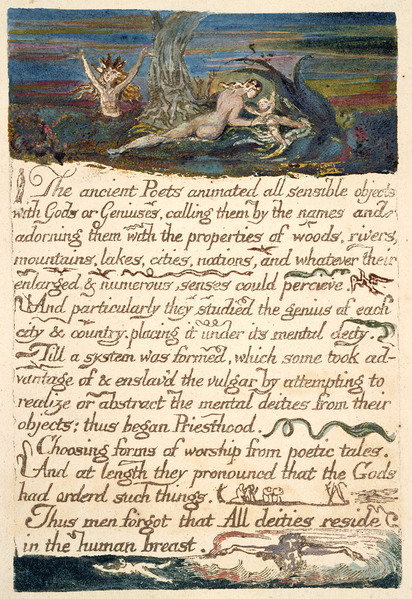 The ancient Poets animated all sensible objects
with Gods or Geniuses, calling them by the names and
adorning them with the properties of woods, rivers,
mountains, lakes, cities, nations, and whatever their
enlarged & numerous senses could percieve.
And particularly they studied the genius of each
city & country. placing it under its mental deity.
Till a system was formed, which some took ad-
vantage of & enslav'd the vulgar by attempting to
realize or abstract the mental deities from their
objects; thus began Priesthood.
Choosing forms of worship from poetic tales.
And at length they pronounced that the Gods
had orderd such things.
Thus men forgot that All deities reside
in the human breast.